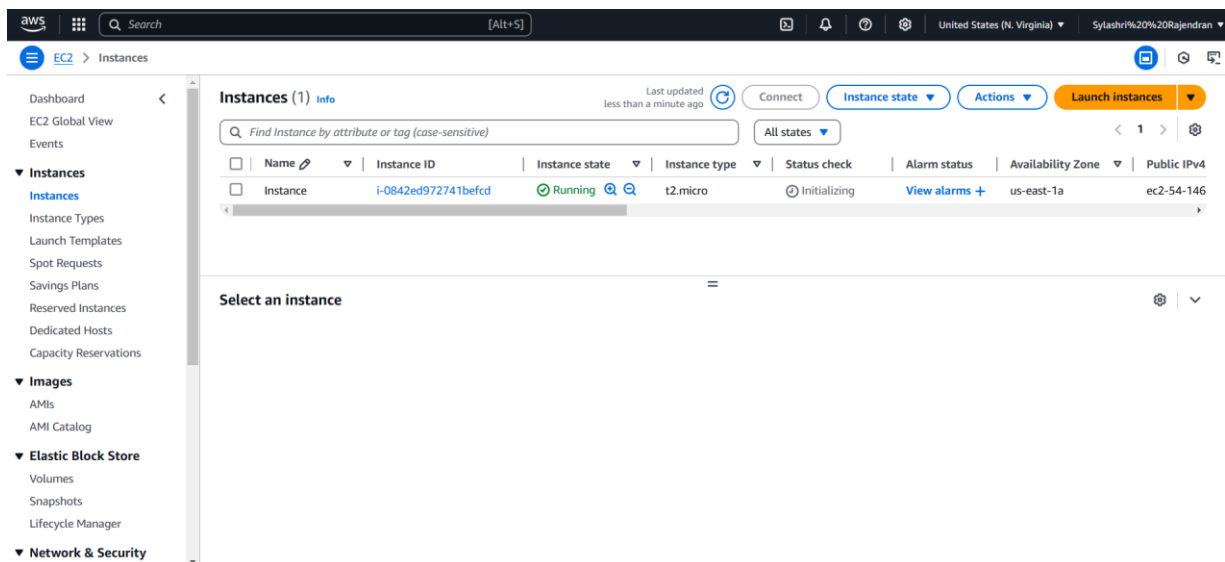 aws Search [Alt+S] United States (N. Virginia) Sylashri%20%20Rajendran
EC2 > Instances
Dashboard
EC2 Global View
Events
Instances
Instances
Instance Types
Launch Templates
Spot Requests
Savings Plans
Reserved Instances
Dedicated Hosts
Capacity Reservations
Images
AMIs
AMI Catalog
Elastic Block Store
Volumes
Snapshots
Lifecycle Manager
Network & Security
Instances (1) Info
Last updated
less than a minute ago
Connect Instance state Actions Launch instances
Find Instance by attribute or tag (case-sensitive) All states 1
Name Instance ID Instance state Instance type Status check Alarm status Availability Zone Public IPv4
Instance i-0842ed972741befcd Running t2.micro Initializing View alarms + us-east-1a ec2-54-146
Select an instance